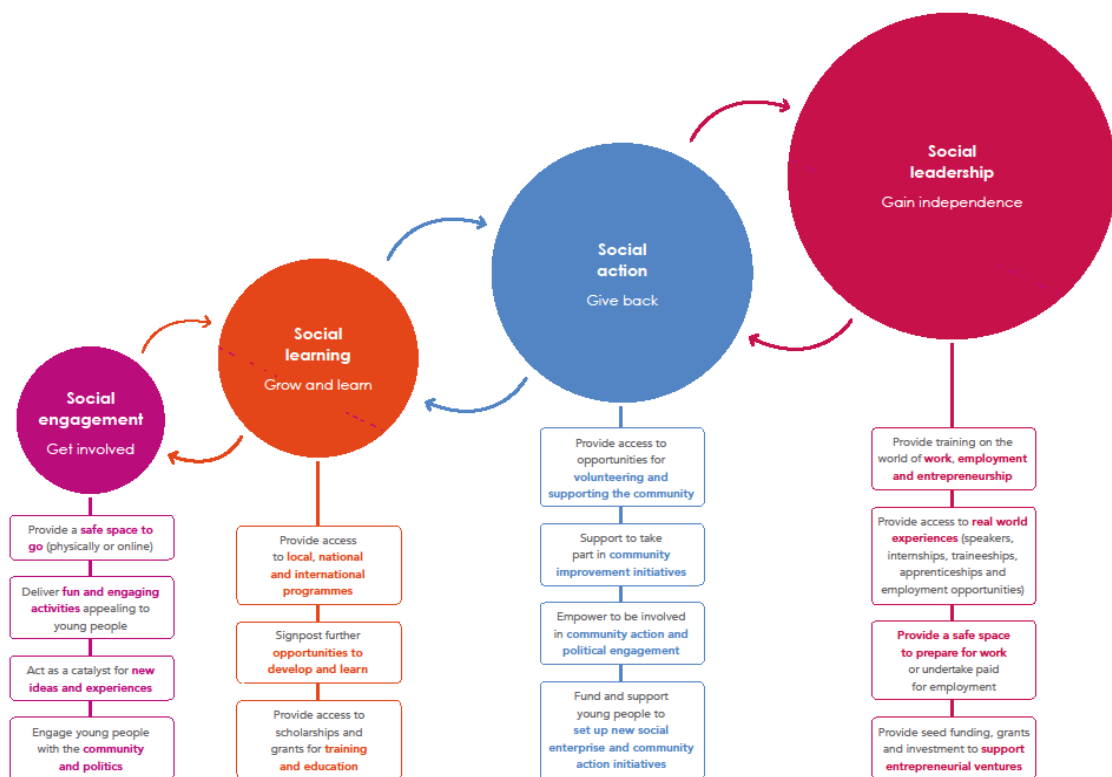 Social
engagement
Get involved
Provide a safe space to
go (physically or online)
Deliver fun and engaging
activities appealing to
young people
Act as a catalyst for new
ideas and experiences
Engage young people
with the community
and politics
Social
learning
Grow and learn
Provide access
to local, national
and international
programmes
Signpost further
opportunities to
develop and learn
Provide access to
scholarships and
grants for training
and education
Social
action
Give back
Provide access to
opportunities for
volunteering and
supporting the community
Support to take
part in community
improvement initiatives
Empower to be involved
in community action and
political engagement
Fund and support
young people to
set up new social
enterprise and community
action initiatives
Social
leadership
Gain independence
Provide training on the
world of work, employment
and entrepreneurship
Provide access to real world
experiences (speakers,
internships, traineeships,
apprenticeships and
employment opportunities)
Provide a safe space
to prepare for work
or undertake paid
for employment
Provide seed funding, grants
and investment to support
entrepreneurial ventures